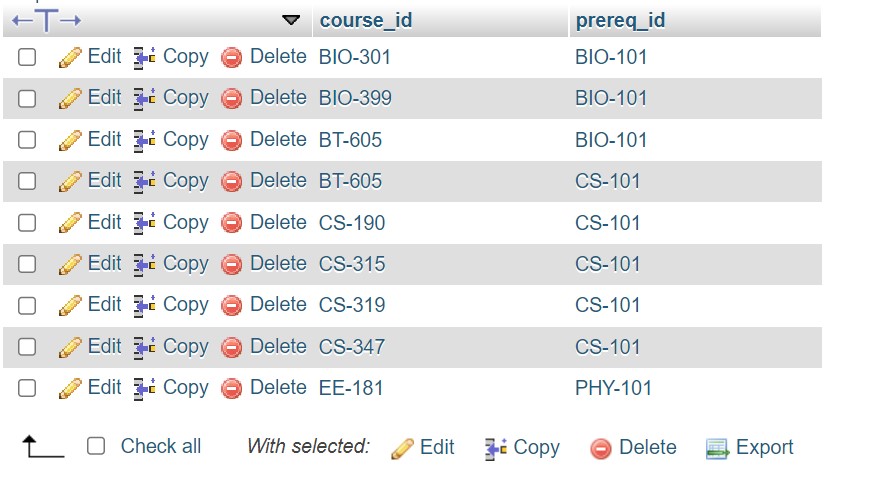 course_id prereq_id
Edit Copy Delete BIO-301 BIO-101
Edit Copy Delete BIO-399 BIO-101
Edit Copy Delete BT-605 BIO-101
Edit Copy Delete BT-605 CS-101
Edit Copy Delete CS-190 CS-101
Edit Copy Delete CS-315 CS-101
Edit Copy Delete CS-319 CS-101
Edit Copy Delete CS-347 CS-101
Edit Copy Delete EE-181 PHY-101
Check all With selected: Edit Copy Delete Export